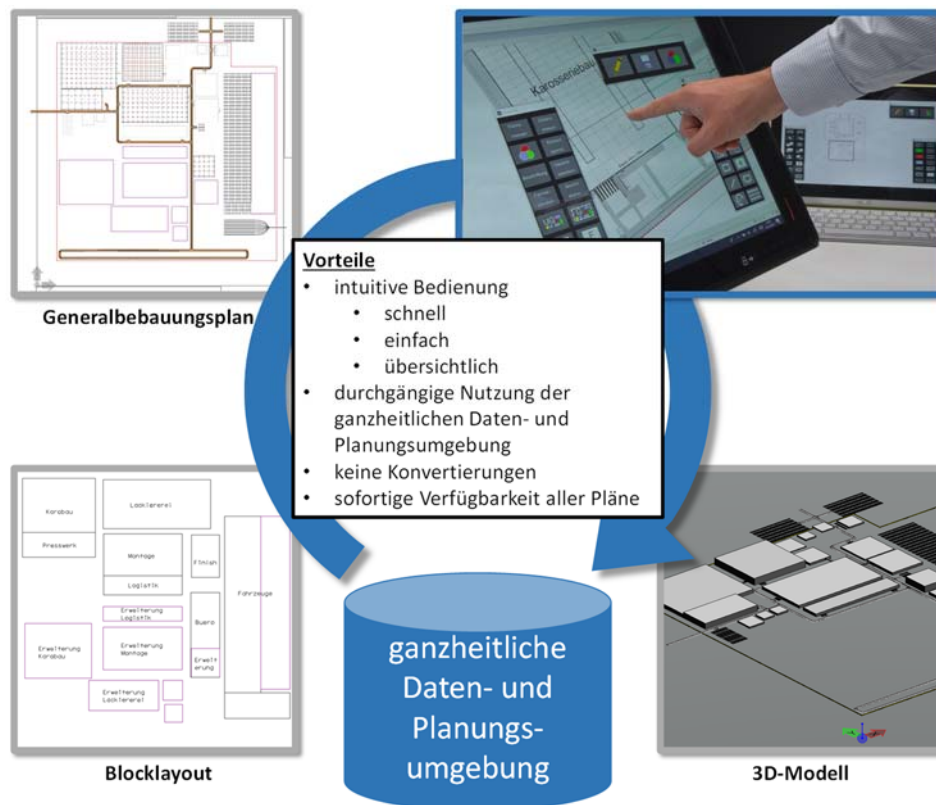 Karosseriebau
Generalbebauungsplan
Vorteile
• intuitive Bedienung
• schnell
• einfach
• übersichtlich
• durchgängige Nutzung der
ganzheitlichen Daten- und
Planungsumgebung
• keine Konvertierungen
• sofortige Verfügbarkeit aller Pläne
Karobau
Presswerk
Lackiererei
Montage
Logistik
Finish
Fahrzeuge
Erweiterung
Logistik
Buero
Erweiterung
Karobau
Erweiterung
Montage
Erweit
erung
Erweiterung
Lackiererei
Blocklayout
ganzheitliche
Daten- und
Planungs-
umgebung
3D-Modell